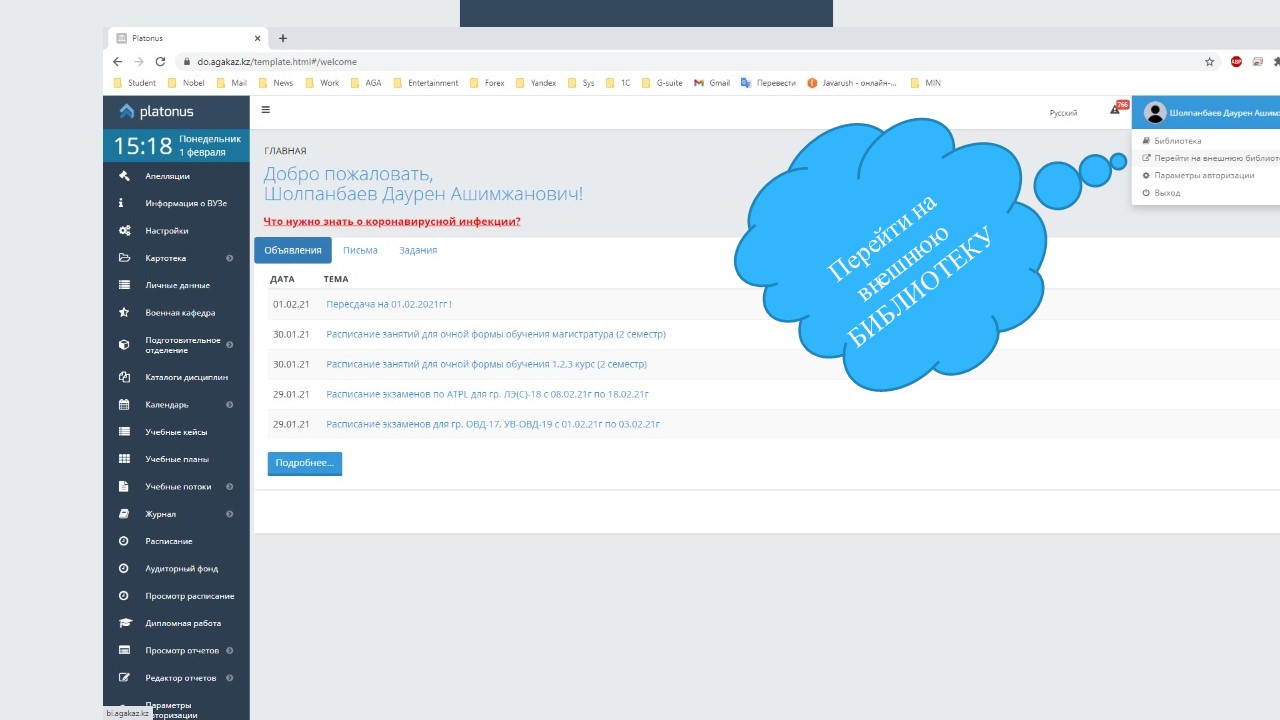 Platonus
do.agakaz.kz/template.html#/welcome
Student Nobel Mail News Work AGA Entertainment Forex Yandex Sys 1C G-suite Gmail Перевести Javarush - онлайн-... MIN
platonus
Русский
766
Шолпанбаев Даурен Ашимж
15:18
Понедельник
1 февраля
Библиотека
Перейти на внешнюю библиот
Параметры авторизации
Выход
ГЛАВНАЯ
Добро пожаловать,
Шолпанбаев Даурен Ашимжанович!
Что нужно знать о коронавирусной инфекции?
Объявления Письма Задания
ДАТА ТЕМА
01.02.21 Пересдача на 01.02.2021гг !
30.01.21 Расписание занятий для очной формы обучения магистратура (2 семестр)
30.01.21 Расписание занятий для очной формы обучения 1,2,3 курс (2 семестр)
29.01.21 Расписание экзаменов по ATPL для гр. ЛЭ(С)-18 с 08.02.21г по 18.02.21г
29.01.21 Расписание экзаменов для гр. ОВД-17, УВ-ОВД-19 с 01.02.21г по 03.02.21г
Подробнее...
Перейти на
внешнюю
БИБЛИОТЕКУ
Апелляции
Информация о ВУЗе
Настройки
Картотека
Личные данные
Военная кафедра
Подготовительное
отделение
Каталоги дисциплин
Календарь
Учебные кейсы
Учебные планы
Учебные потоки
Журнал
Расписание
Аудиторный фонд
Просмотр расписание
Дипломная работа
Просмотр отчетов
Редактор отчетов
Параметры
вторизации
bi.agakaz.kz